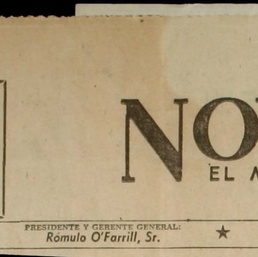 NO
EL
PRESIDENTE Y GERENTE GENERAL:
Rómulo O'Farrill, Sr.